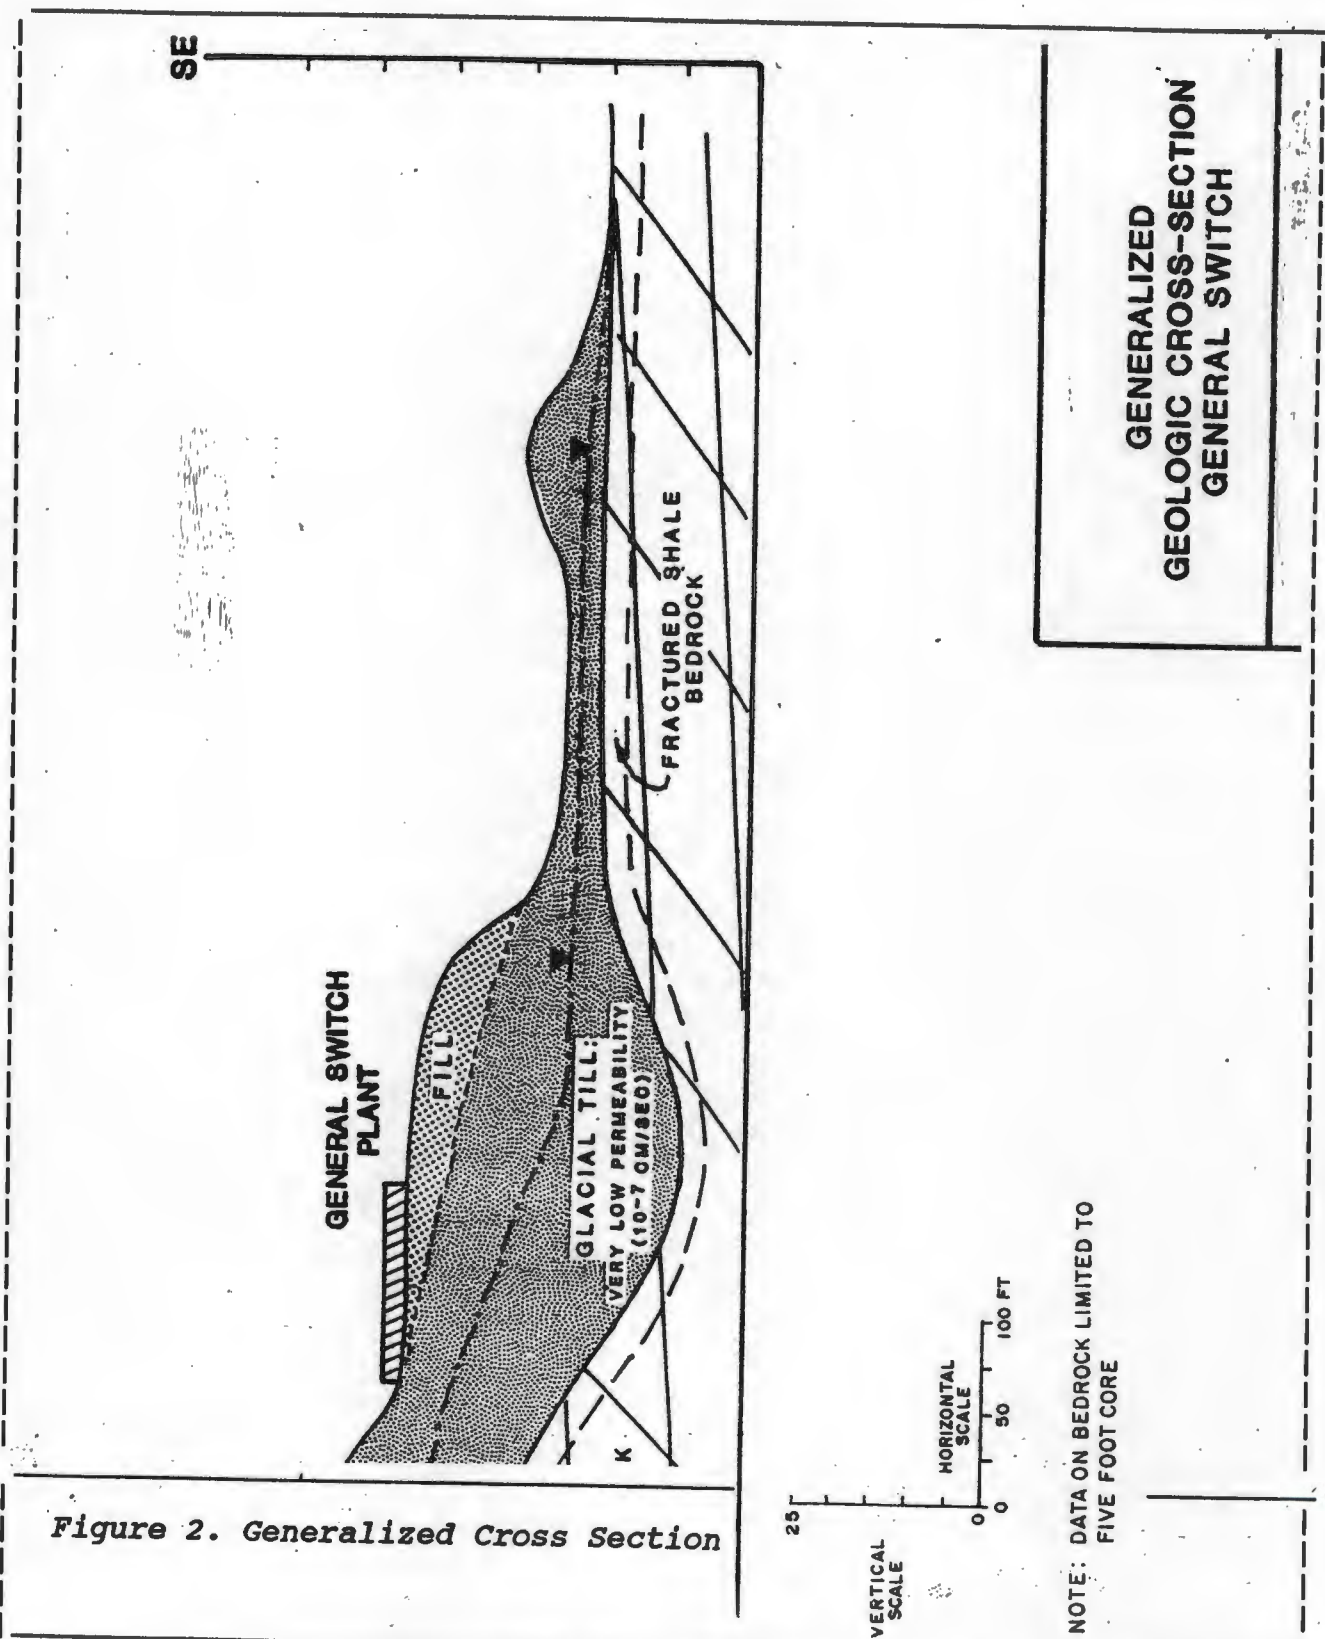 SE
GENERAL SWITCH
PLANT
FILL
GLACIAL TILL;
VERY LOW PERMEABILITY
(10-7 CM/SEO)
FRACTURED SHALE
BEDROCK
K
VERTICAL
SCALE
25
0
HORIZONTAL
SCALE
0
50
100 FT
NOTE: DATA ON BEDROCK LIMITED TO
FIVE FOOT CORE
GENERALIZED
GEOLOGIC CROSS-SECTION
GENERAL SWITCH
Figure 2. Generalized Cross Section